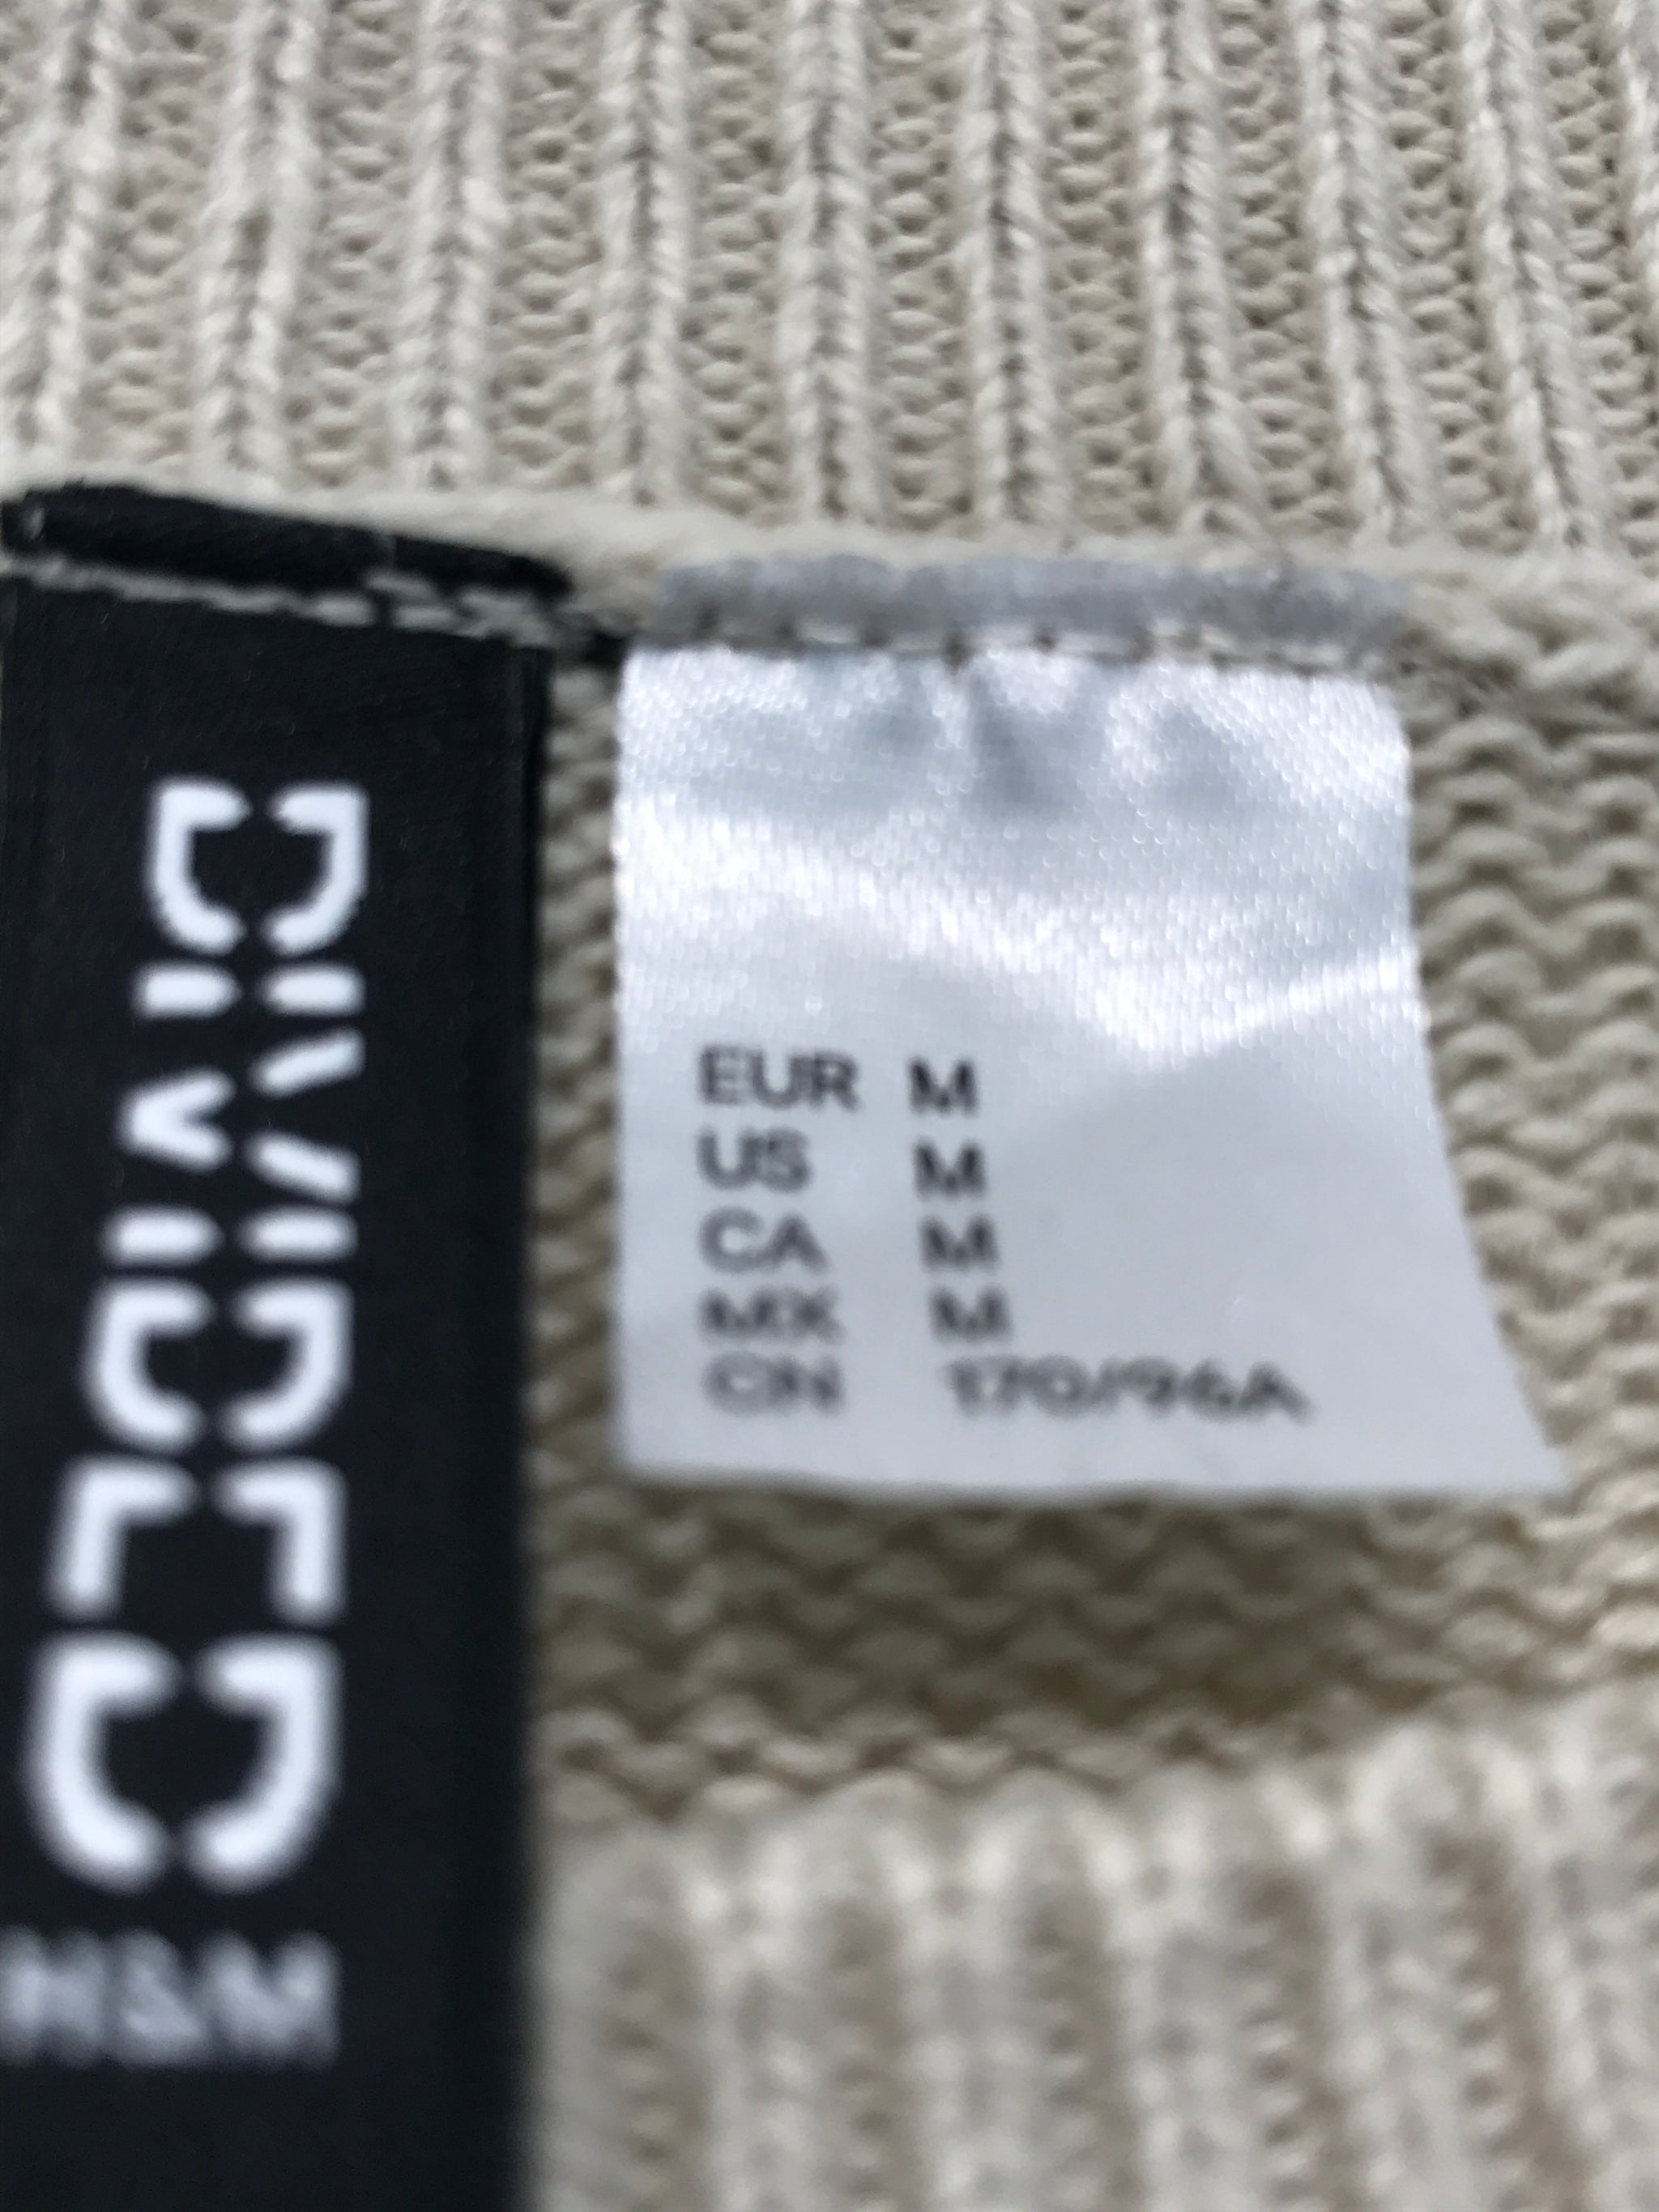 DIVIDED
H&M
EUR M
US M
CA M
MX M
CN 170/96A